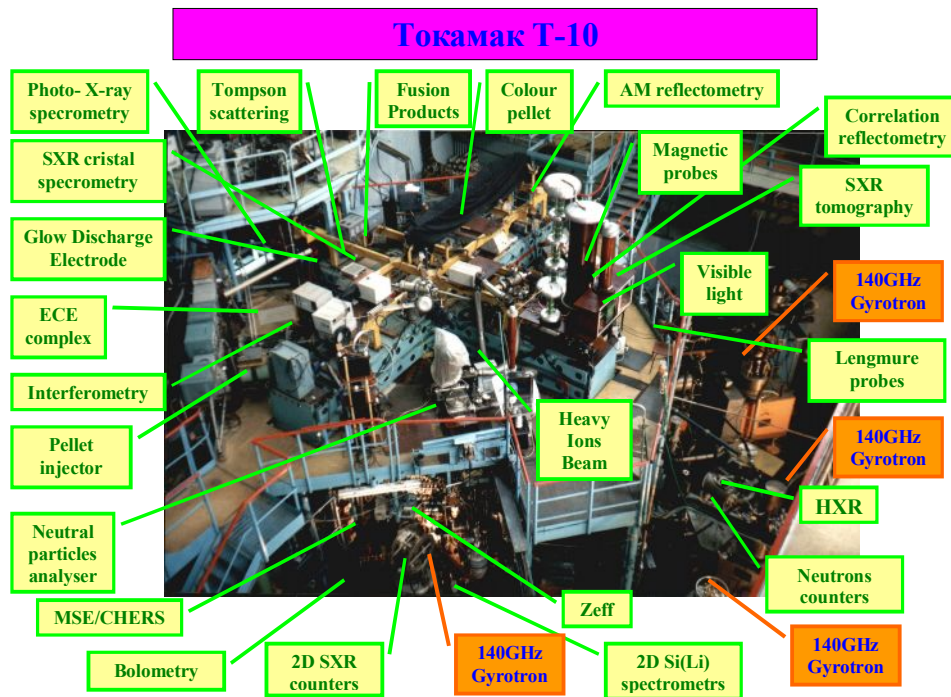 Токамак Т-10
Photo- X-ray
specrometry
Tompson
scattering
Fusion
Products
Colour
pellet
AM reflectometry
Correlation
reflectometry
SXR cristal
specrometry
Magnetic
probes
SXR
tomography
Glow Discharge
Electrode
Visible
light
140GHz
Gyrotron
ECE
complex
Lengmure
probes
Interferometry
Heavy
Ions
Beam
Pellet
injector
140GHz
Gyrotron
HXR
Neutral
particles
analyser
Neutrons
counters
MSE/CHERS
Zeff
Bolometry
2D SXR
counters
140GHz
Gyrotron
2D Si(Li)
spectrometrs
140GHz
Gyrotron